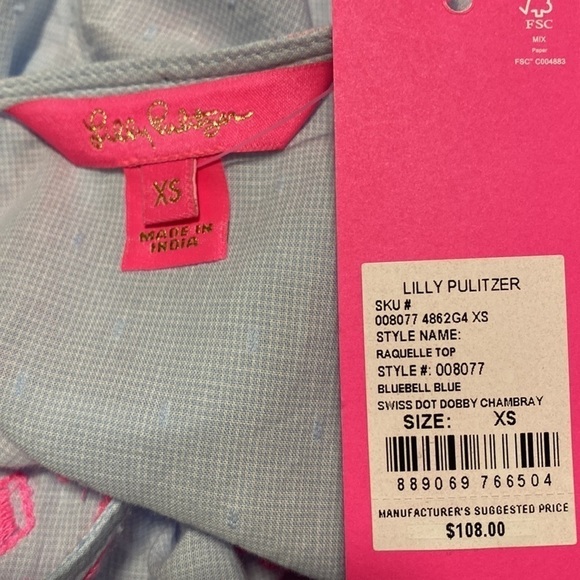 Lilly Pulitzer
XS
MADE IN
INDIA
FSC
MIX
Paper
FSC® C004883
LILLY PULITZER
SKU #
008077 4862G4 XS
STYLE NAME:
RAQUELLE TOP
STYLE #: 008077
BLUEBELL BLUE
SWISS DOT DOBBY CHAMBRAY
SIZE: XS
889069 766504
MANUFACTURER'S SUGGESTED PRICE
$108.00